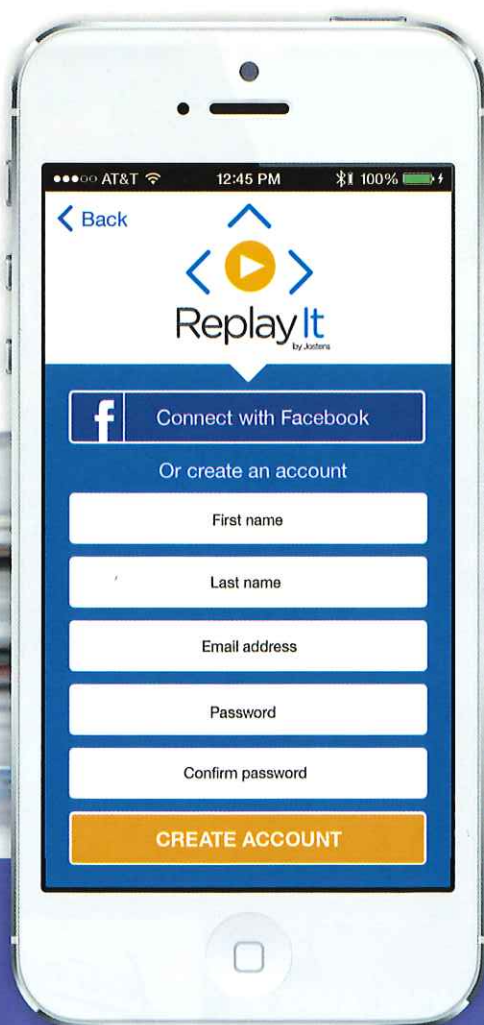 ●●●○○ AT&T 12:45 PM 100%
Back
Replay It
by Jostens
f Connect with Facebook
Or create an account
First name
Last name
Email address
Password
Confirm password
CREATE ACCOUNT